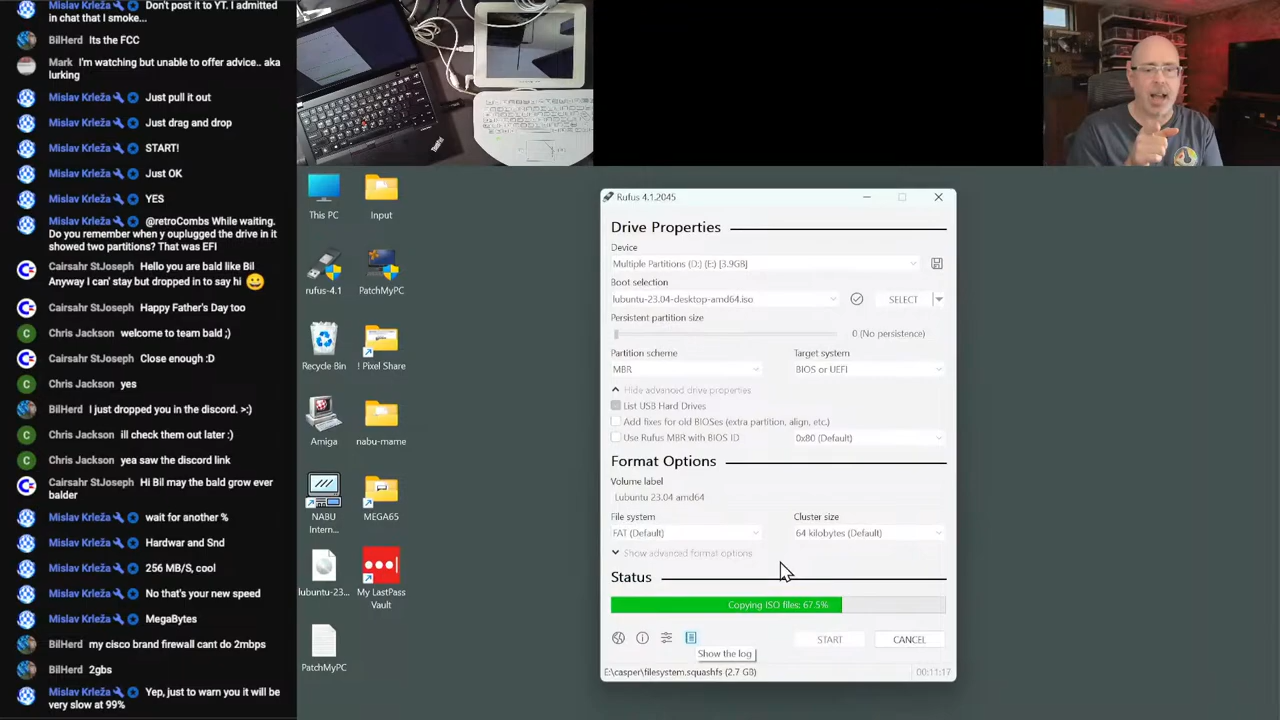 Mislav Krleža Don't post it to YT. I admitted
in chat that I smoke...
BilHerd Its the FCC
Mark I'm watching but unable to offer advice.. aka
lurking
Mislav Krleža Just pull it out
Mislav Krleža Just drag and drop
Mislav Krleža START!
Mislav Krleža Just OK
Mislav Krleža YES
Mislav Krleža @retroCombs While waiting.
Do you remember when y ouplugged the drive in it
showed two partitions? That was EFI
Cairsahr StJoseph Hello you are bald like Bil
Anyway I can' stay but dropped in to say hi 😀
Cairsahr StJoseph Happy Father's Day too
Chris Jackson welcome to team bald ;)
Cairsahr StJoseph Close enough :D
Chris Jackson yes
BilHerd I just dropped you in the discord. >;)
Chris Jackson ill check them out later :)
Chris Jackson yea saw the discord link
Cairsahr StJoseph Hi Bil may the bald grow ever
balder
Mislav Krleža wait for another %
Mislav Krleža Hardwar and Snd
Mislav Krleža 256 MB/S, cool
Mislav Krleža No that's your new speed
Mislav Krleža MegaBytes
BilHerd my cisco brand firewall cant do 2mbps
BilHerd 2gbs
Mislav Krleža Yep, just to warn you it will be
very slow at 99%
ThinkPad
This PC
Input
rufus-4.1
PatchMyPC
Recycle Bin
! Pixel Share
Amiga
nabu-mame
NABU
Intern...
MEGA65
lubuntu-23...
My LastPass
Vault
PatchMyPC
Rufus 4.1.2045
Drive Properties
Device
Multiple Partitions (D:) (E:) [3.9GB]
Boot selection
lubuntu-23.04-desktop-amd64.iso
SELECT
Persistent partition size
0 (No persistence)
Partition scheme
Target system
MBR
BIOS or UEFI
Hide advanced drive properties
List USB Hard Drives
Add fixes for old BIOSes (extra partition, align, etc.)
Use Rufus MBR with BIOS ID
0x80 (Default)
Format Options
Volume label
Lubuntu 23.04 amd64
File system
Cluster size
FAT (Default)
64 kilobytes (Default)
Show advanced format options
Status
Copying ISO files: 67.5%
START
CANCEL
Show the log
E:\casper\filesystem.squashfs (2.7 GB)
00:11:17